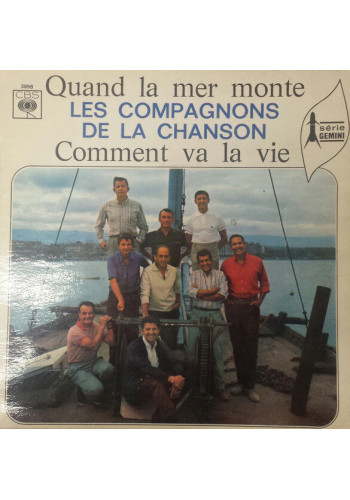 CBS
Quand la mer monte
LES COMPAGNONS
DE LA CHANSON
Comment va la vie
série
GEMINI